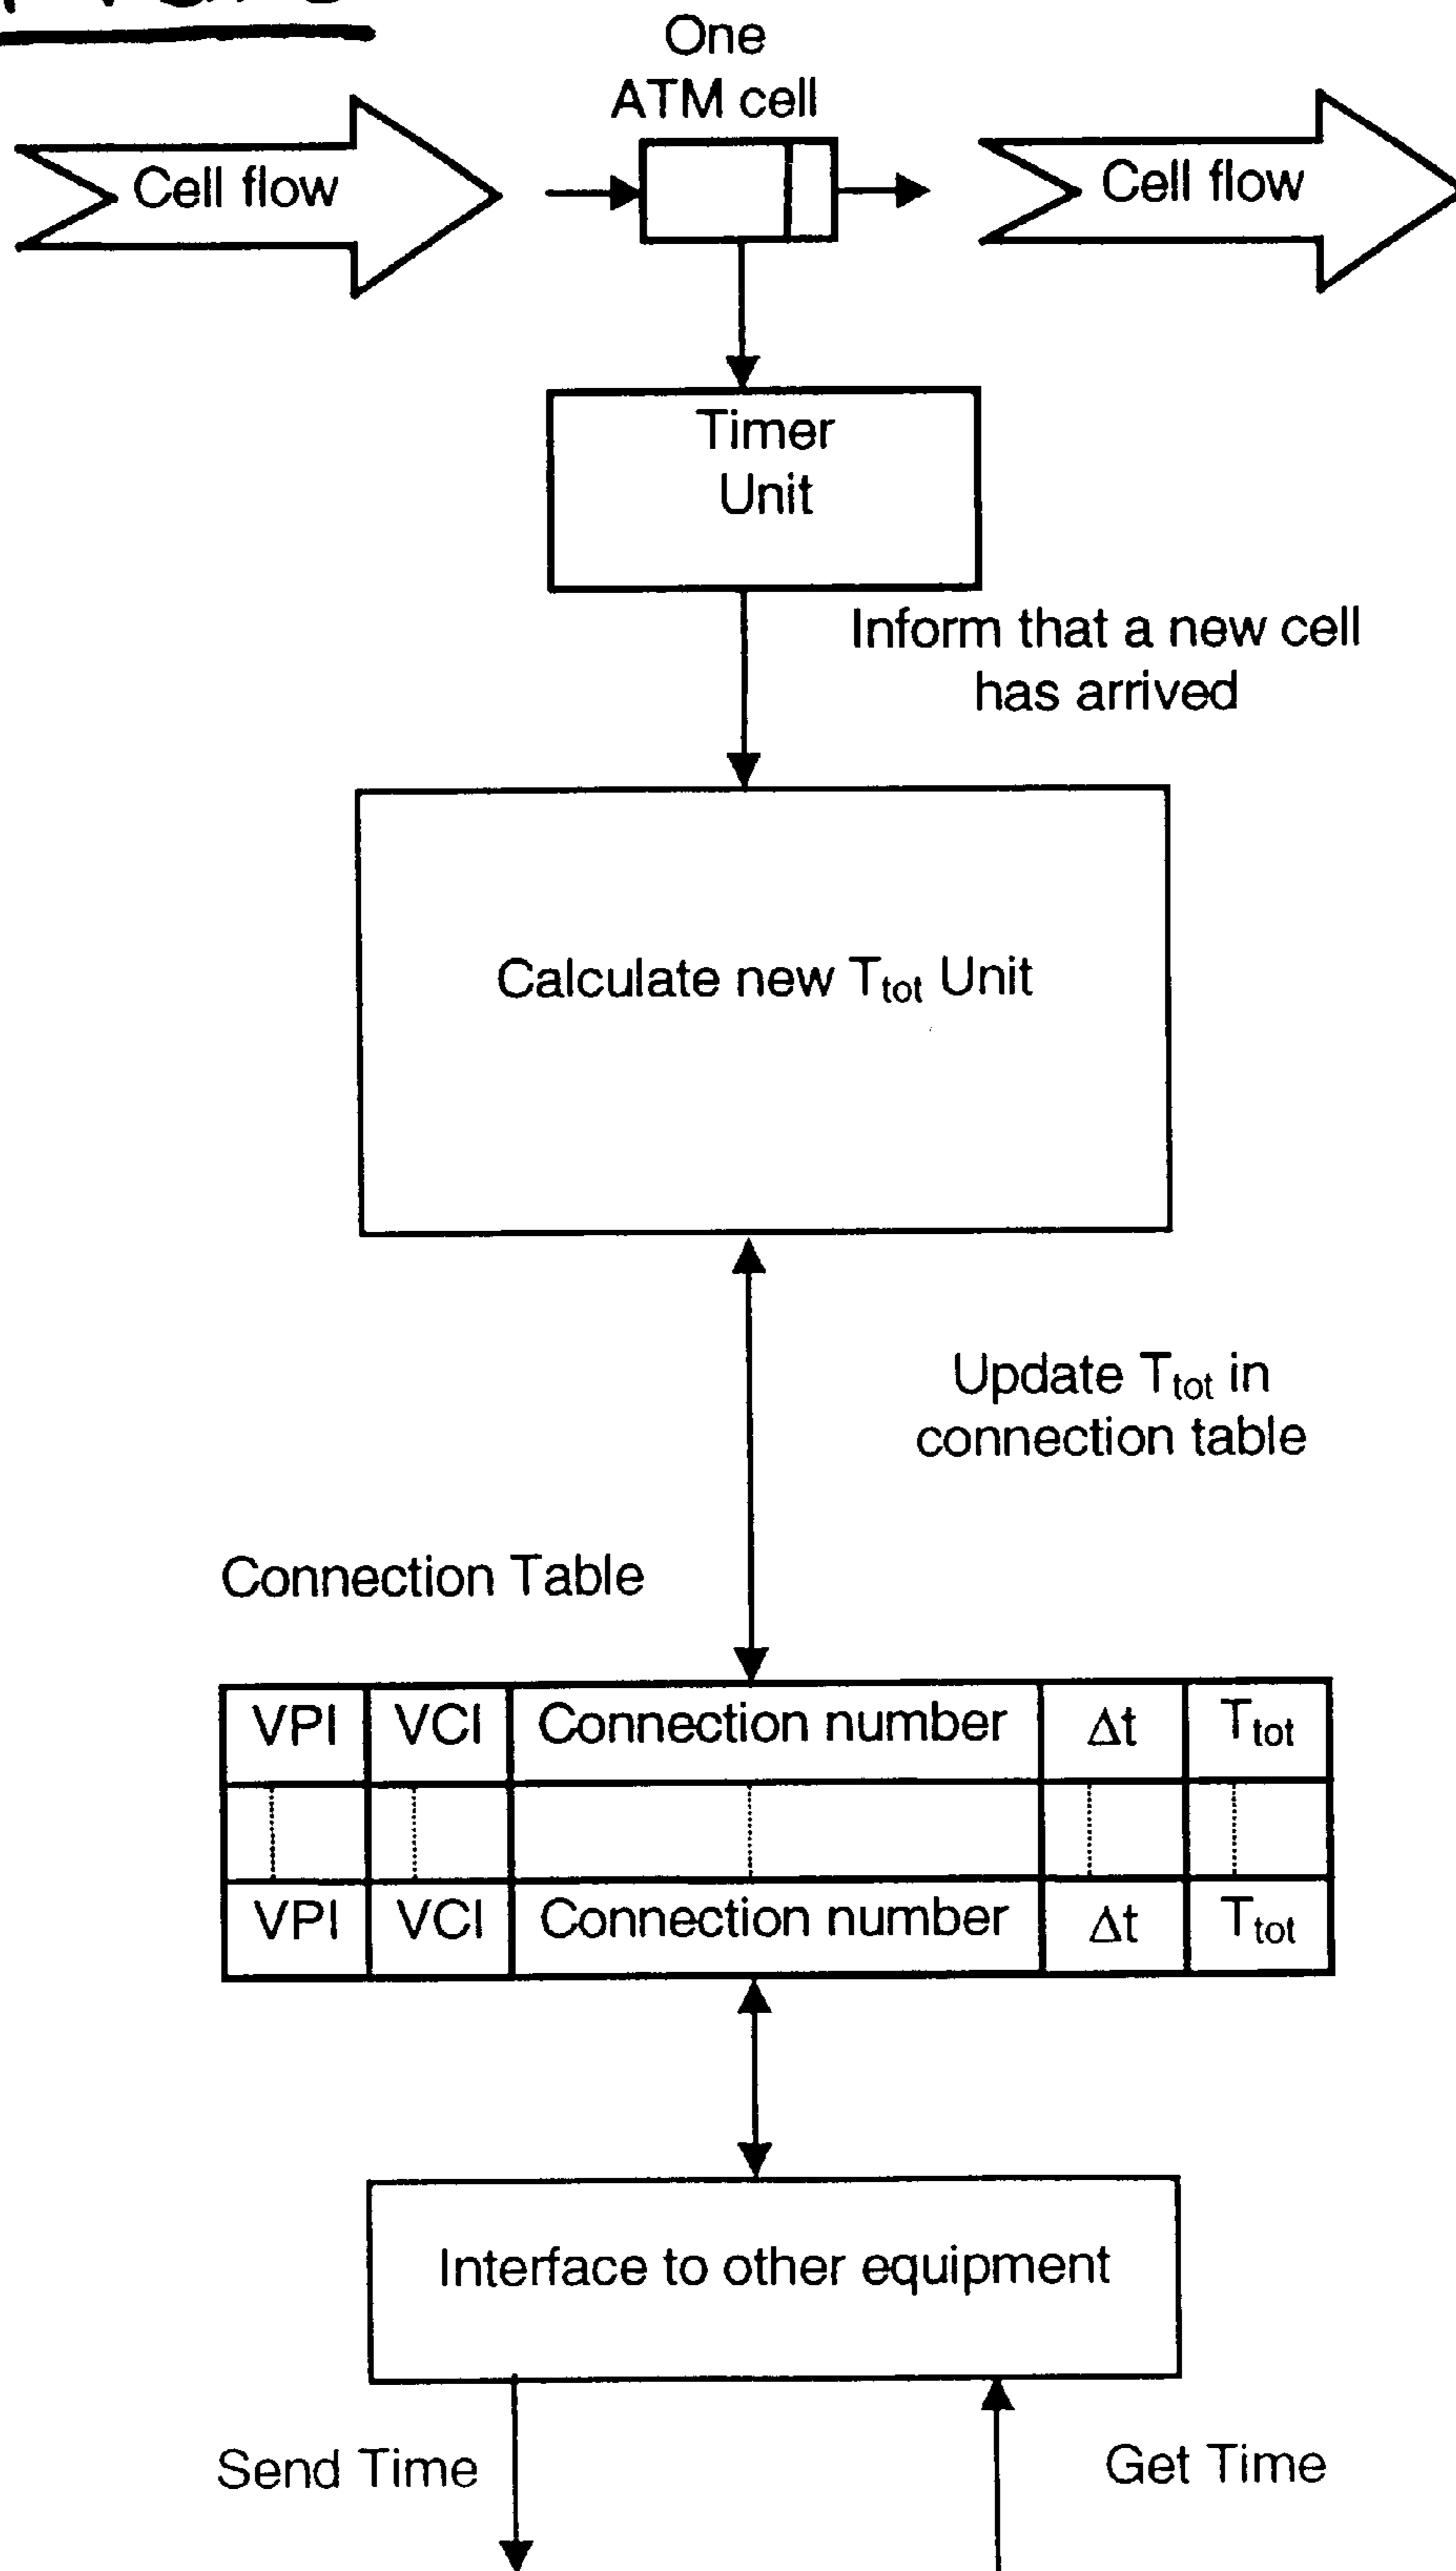 One
ATM cell
Cell flow
Cell flow
Timer
Unit
Inform that a new cell
has arrived
Calculate new Ttot Unit
Update Ttot in
connection table
Connection Table
VPI VCI Connection number Δt Ttot
VPI VCI Connection number Δt Ttot
Interface to other equipment
Send Time
Get Time